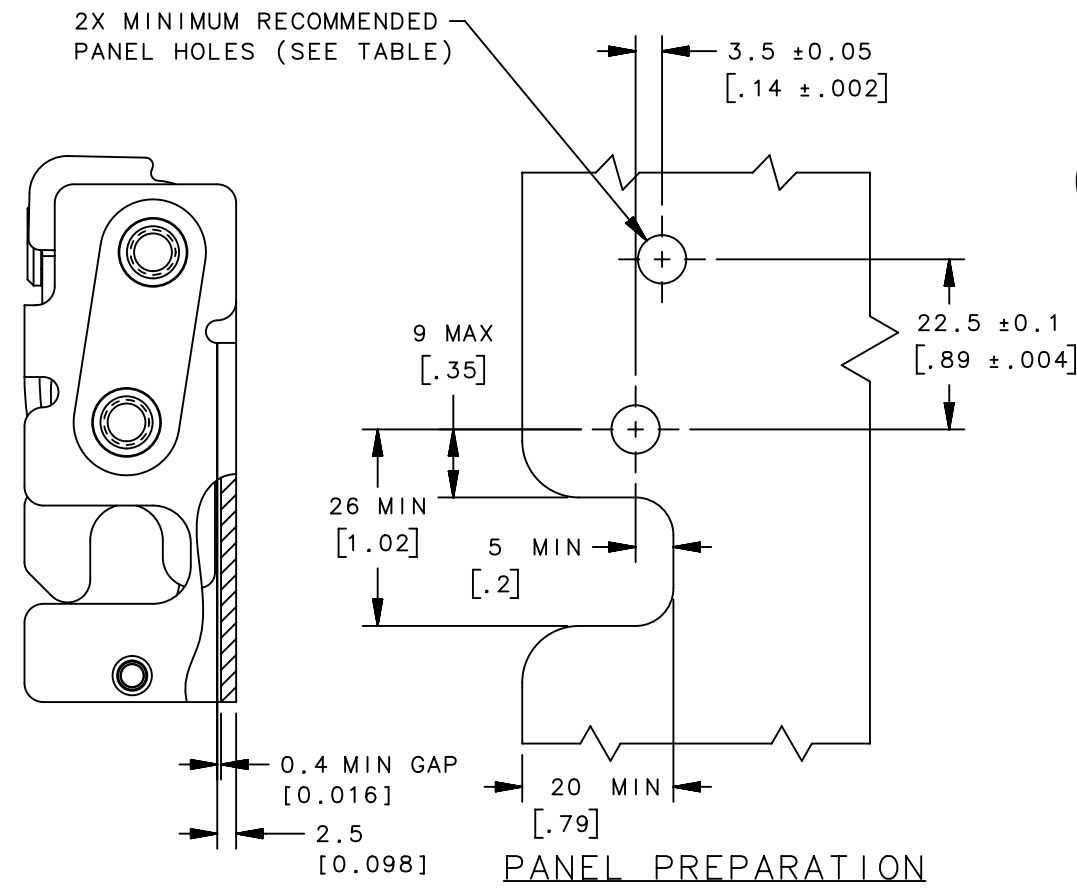 2X MINIMUM RECOMMENDED
PANEL HOLES (SEE TABLE)
3.5 ±0.05
[.14 ±.002]
9 MAX
[.35]
22.5 ±0.1
[.89 ±.004]
26 MIN
[1.02]
5 MIN
[.2]
0.4 MIN GAP
[0.016]
20 MIN
[.79]
2.5
[0.098]
PANEL PREPARATION